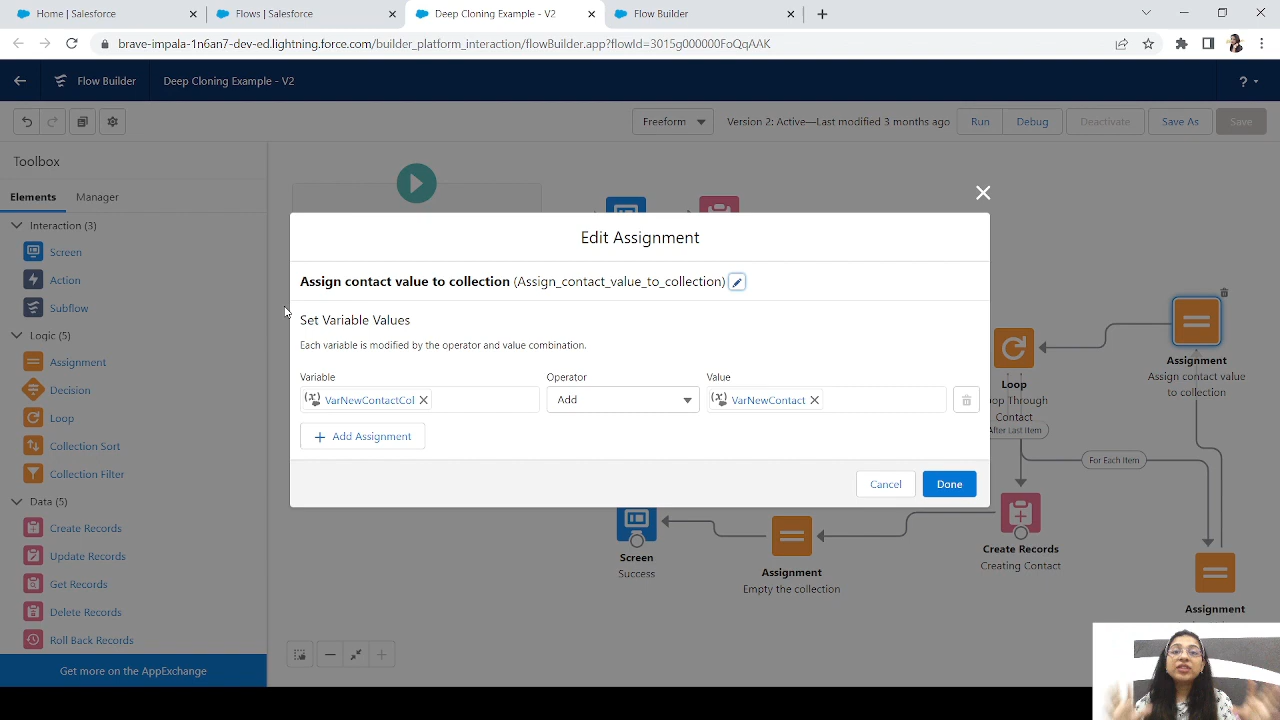 Home | Salesforce
Flows | Salesforce
Deep Cloning Example - V2
Flow Builder
brave-impala-1n6an7-dev-ed.lightning.force.com/builder_platform_interaction/flowBuilder.app?flowId=3015g000000FoQqAAK
Flow Builder
Deep Cloning Example - V2
?
Freeform
Version 2: Active—Last modified 3 months ago
Run
Debug
Deactivate
Save As
Save
Toolbox
Elements
Manager
Interaction (3)
Screen
Action
Subflow
Logic (5)
Assignment
Decision
Loop
Collection Sort
Collection Filter
Data (5)
Create Records
Update Records
Get Records
Delete Records
Roll Back Records
Get more on the AppExchange
Edit Assignment
Assign contact value to collection (Assign_contact_value_to_collection)
Set Variable Values
Each variable is modified by the operator and value combination.
Variable
Operator
Value
VarNewContactCol
Add
VarNewContact
+ Add Assignment
Cancel
Done
Assignment
Assign contact value
to collection
Loop
op Through
Contact
After Last Item
For Each Item
Create Records
Creating Contact
Assignment
Empty the collection
Screen
Success
Assignment